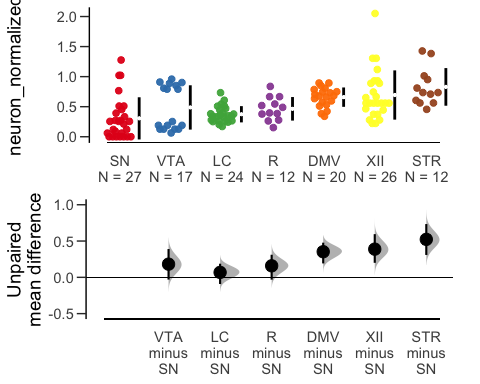 neuron_normalized
2.0
1.5
1.0
0.5
0.0
SN VTA LC R DMV XII STR
N = 27 N = 17 N = 24 N = 12 N = 20 N = 26 N = 12
Unpaired
mean difference
1.0
0.5
0.0
-0.5
VTA LC R DMV XII STR
minus minus minus minus minus minus
SN SN SN SN SN SN